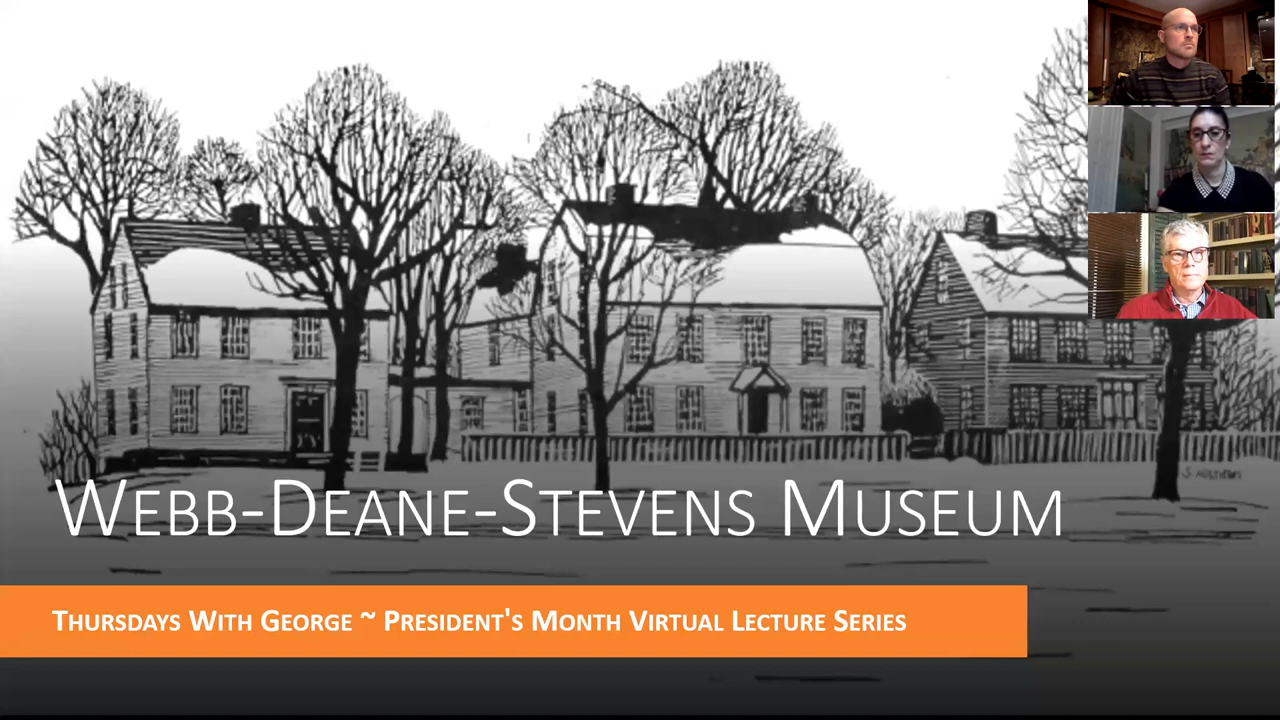 Webb-Deane-Stevens Museum
Thursdays With George ~ President's Month Virtual Lecture Series